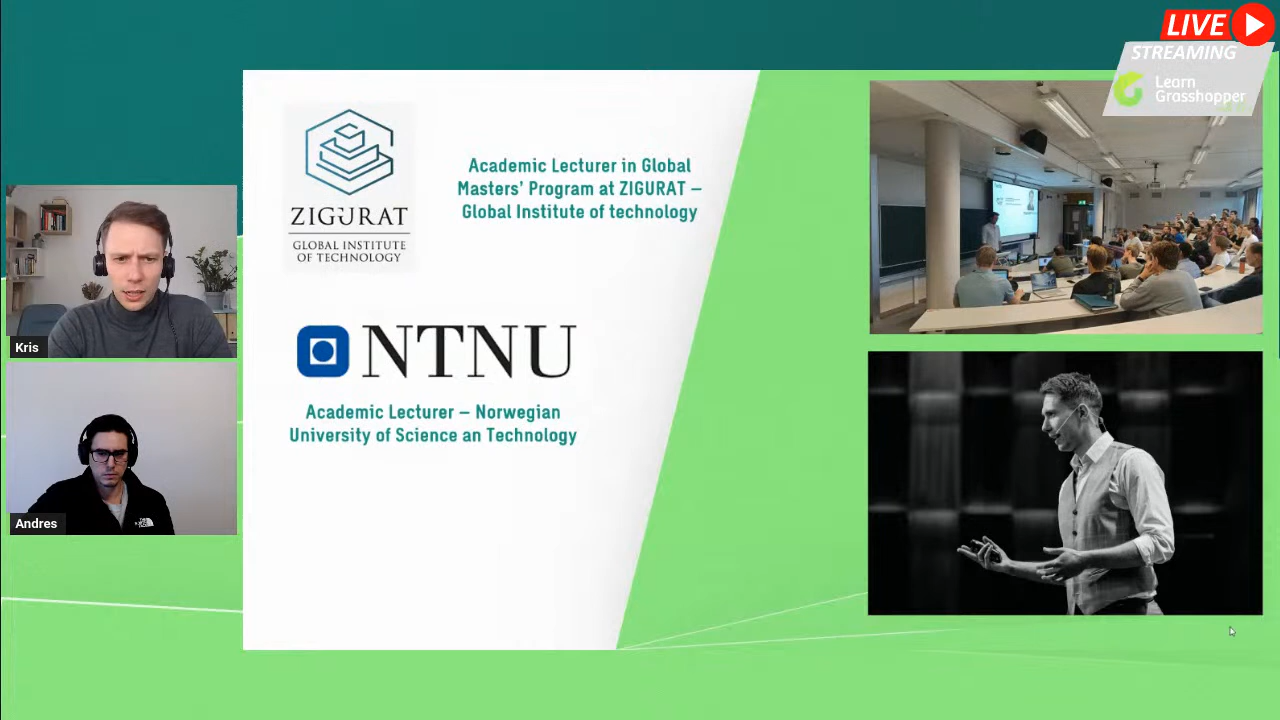 LIVE
STREAMING
Learn
Grasshopper
ZIGURAT
GLOBAL INSTITUTE
OF TECHNOLOGY
Academic Lecturer in Global
Masters’ Program at ZIGURAT –
Global Institute of technology
NTNU
Academic Lecturer – Norwegian
University of Science an Technology
Kris
Andres